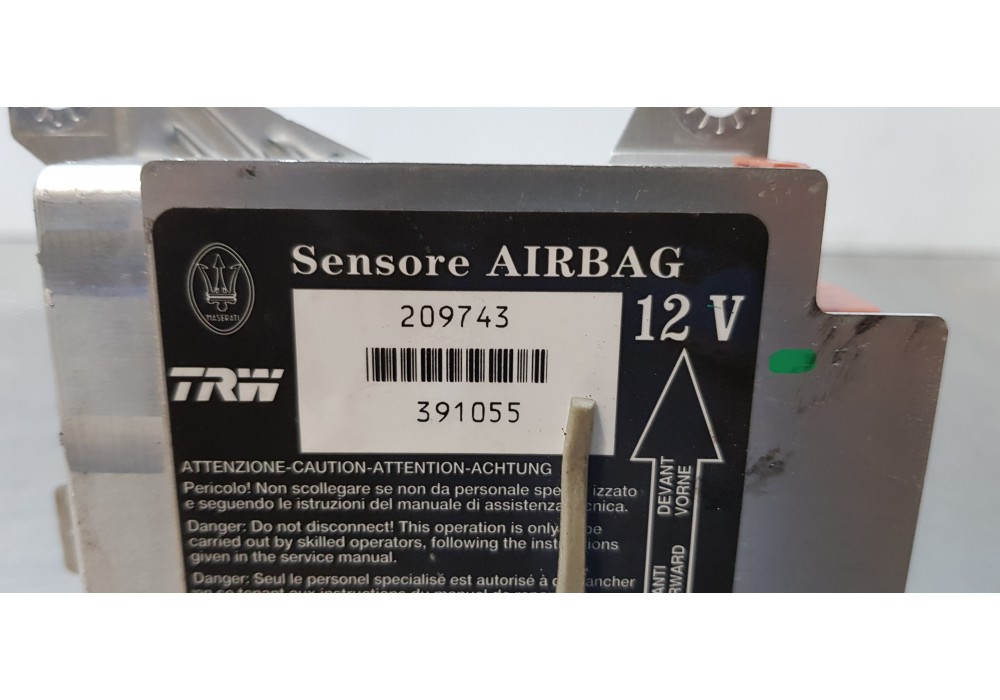 Sensore AIRBAG
MASERATI
209743
12 V
TRW
391055
ATTENZIONE-CAUTION-ATTENTION-ACHTUNG
Pericolo! Non scollegare se non da personale izzato
e seguendo le istruzioni del manuale di assistenza
Danger: Do not disconnect! This operation is only
carried out by skilled operators, following the
given in the service manual.
Danger: Seul le personel specialisè est autorisé à
DEVANT
VORNE